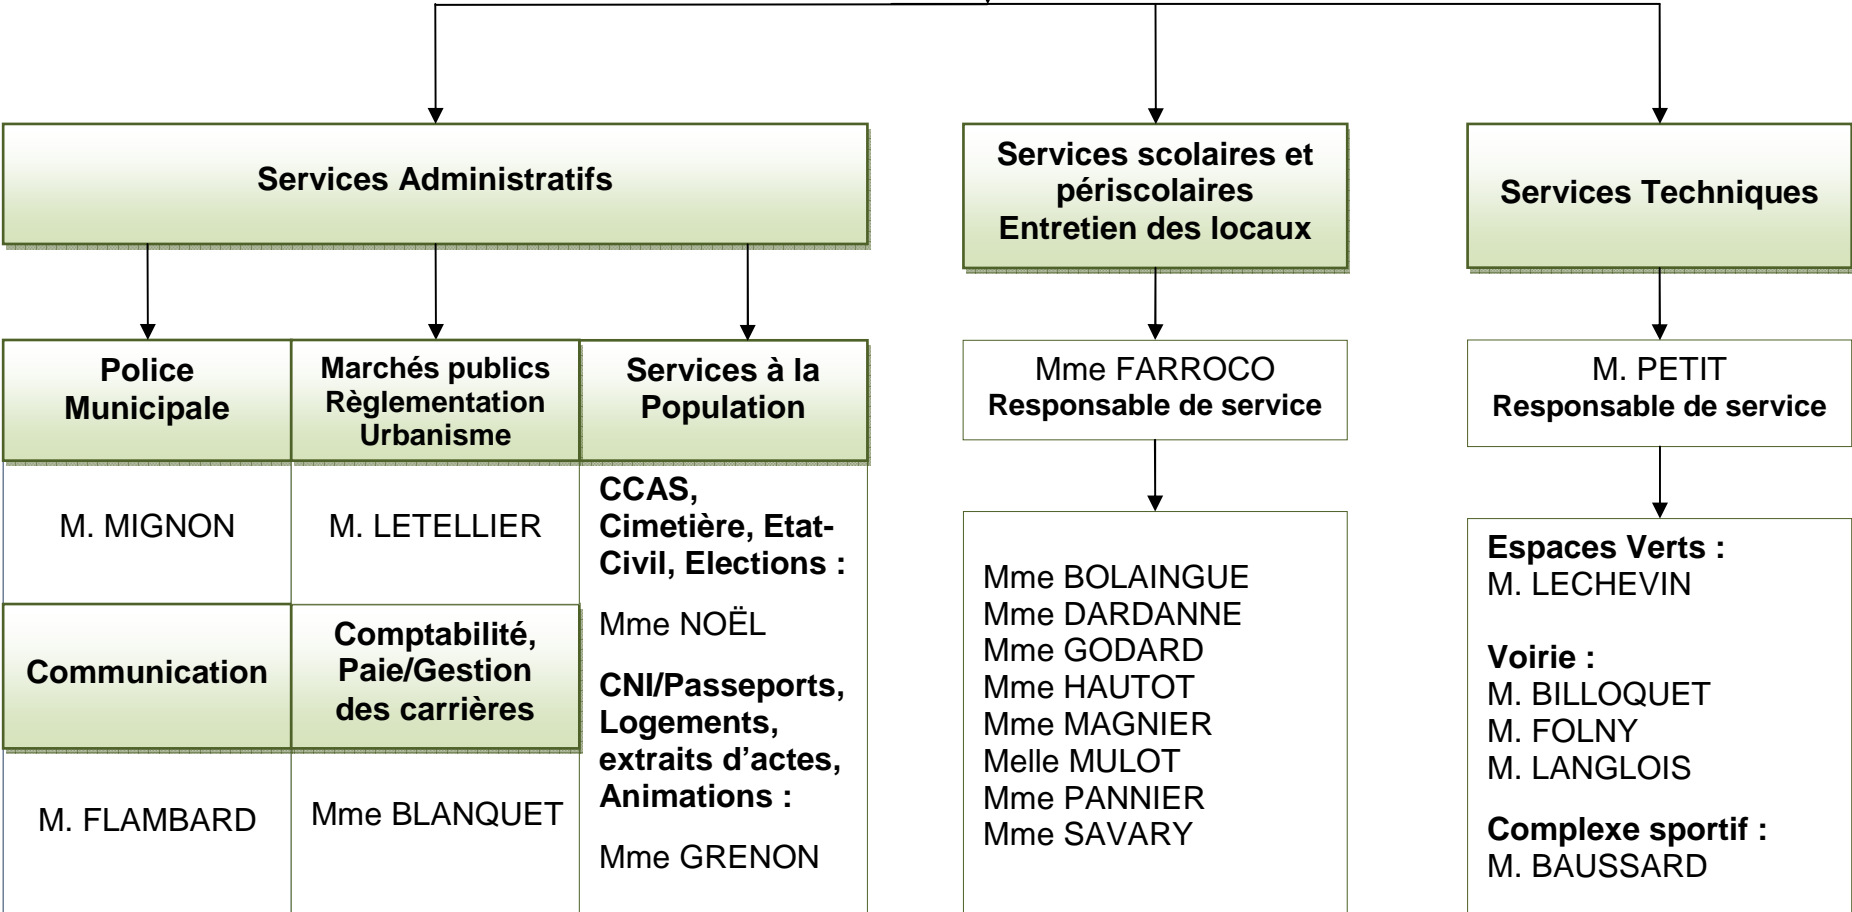 Services Administratifs
Services scolaires et
périscolaires
Entretien des locaux
Services Techniques
Police
Municipale
Marchés publics
Règlementation
Urbanisme
Services à la
Population
Mme FARROCO
Responsable de service
M. PETIT
Responsable de service
M. MIGNON
M. LETELLIER
CCAS,
Cimetière, Etat-
Civil, Elections :
Mme NOËL
CNI/Passeports,
Logements,
extraits d’actes,
Animations :
Mme GRENON
Communication
Comptabilité,
Paie/Gestion
des carrières
M. FLAMBARD
Mme BLANQUET
Mme BOLAINGUE
Mme DARDANNE
Mme GODARD
Mme HAUTOT
Mme MAGNIER
Melle MULOT
Mme PANNIER
Mme SAVARY
Espaces Verts :
M. LECHEVIN
Voirie :
M. BILLOQUET
M. FOLNY
M. LANGLOIS
Complexe sportif :
M. BAUSSARD